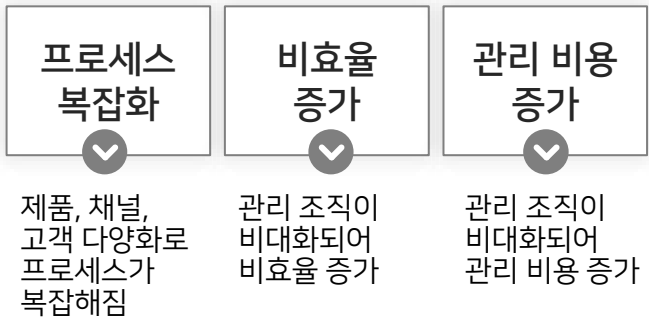 프로세스
복잡화
비효율
증가
관리 비용
증가
제품, 채널,
고객 다양화로
프로세스가
복잡해짐
관리 조직이
비대화되어
비효율 증가
관리 조직이
비대화되어
관리 비용 증가